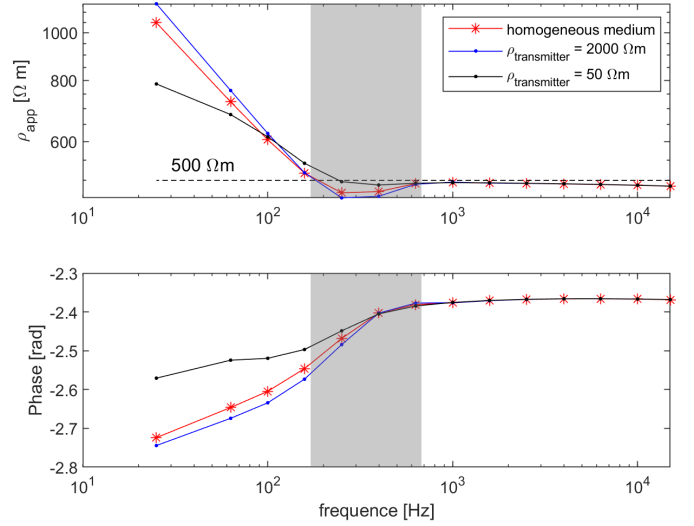 1000
800
600
ρapp [Ω m]
500 Ωm
homogeneous medium
ρtransmitter = 2000 Ωm
ρtransmitter = 50 Ωm
10^1 10^2 10^3 10^4
-2.3
-2.4
-2.5
-2.6
-2.7
-2.8
Phase [rad]
10^1 10^2 10^3 10^4
frequence [Hz]